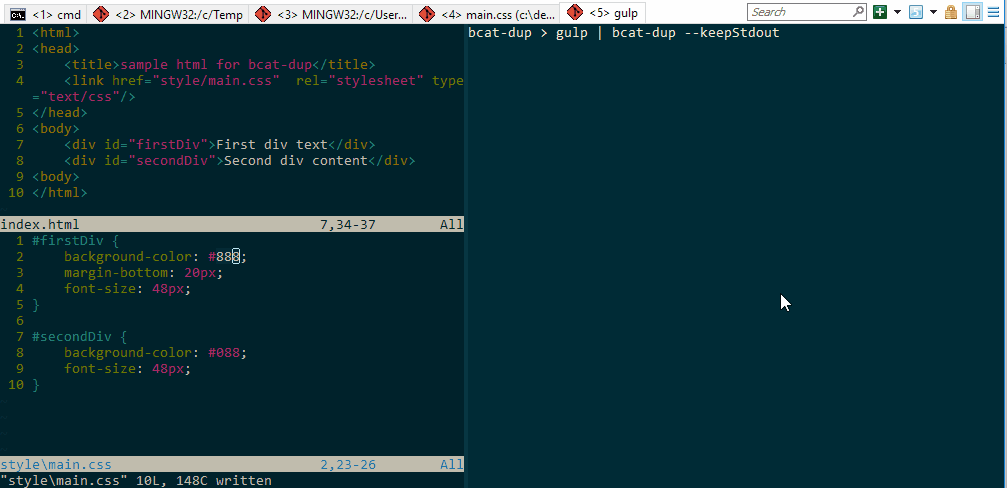 <1> cmd
<2> MINGW32:/c/Temp
<3> MINGW32:/c/User...
<4> main.css (c:\de...
<5> gulp
Search
1 <html>
2 <head>
3     <title>sample html for bcat-dup</title>
4     <link href="style/main.css"  rel="stylesheet" type
="text/css"/>
5 </head>
6 <body>
7     <div id="firstDiv">First div text</div>
8     <div id="secondDiv">Second div content</div>
9 <body>
10 </html>
index.html 7,34-37 All
1 #firstDiv {
2     background-color: #888;
3     margin-bottom: 20px;
4     font-size: 48px;
5 }
6
7 #secondDiv {
8     background-color: #088;
9     font-size: 48px;
10 }
style\main.css 2,23-26 All
"style\main.css" 10L, 148C written
bcat-dup > gulp | bcat-dup --keepStdout